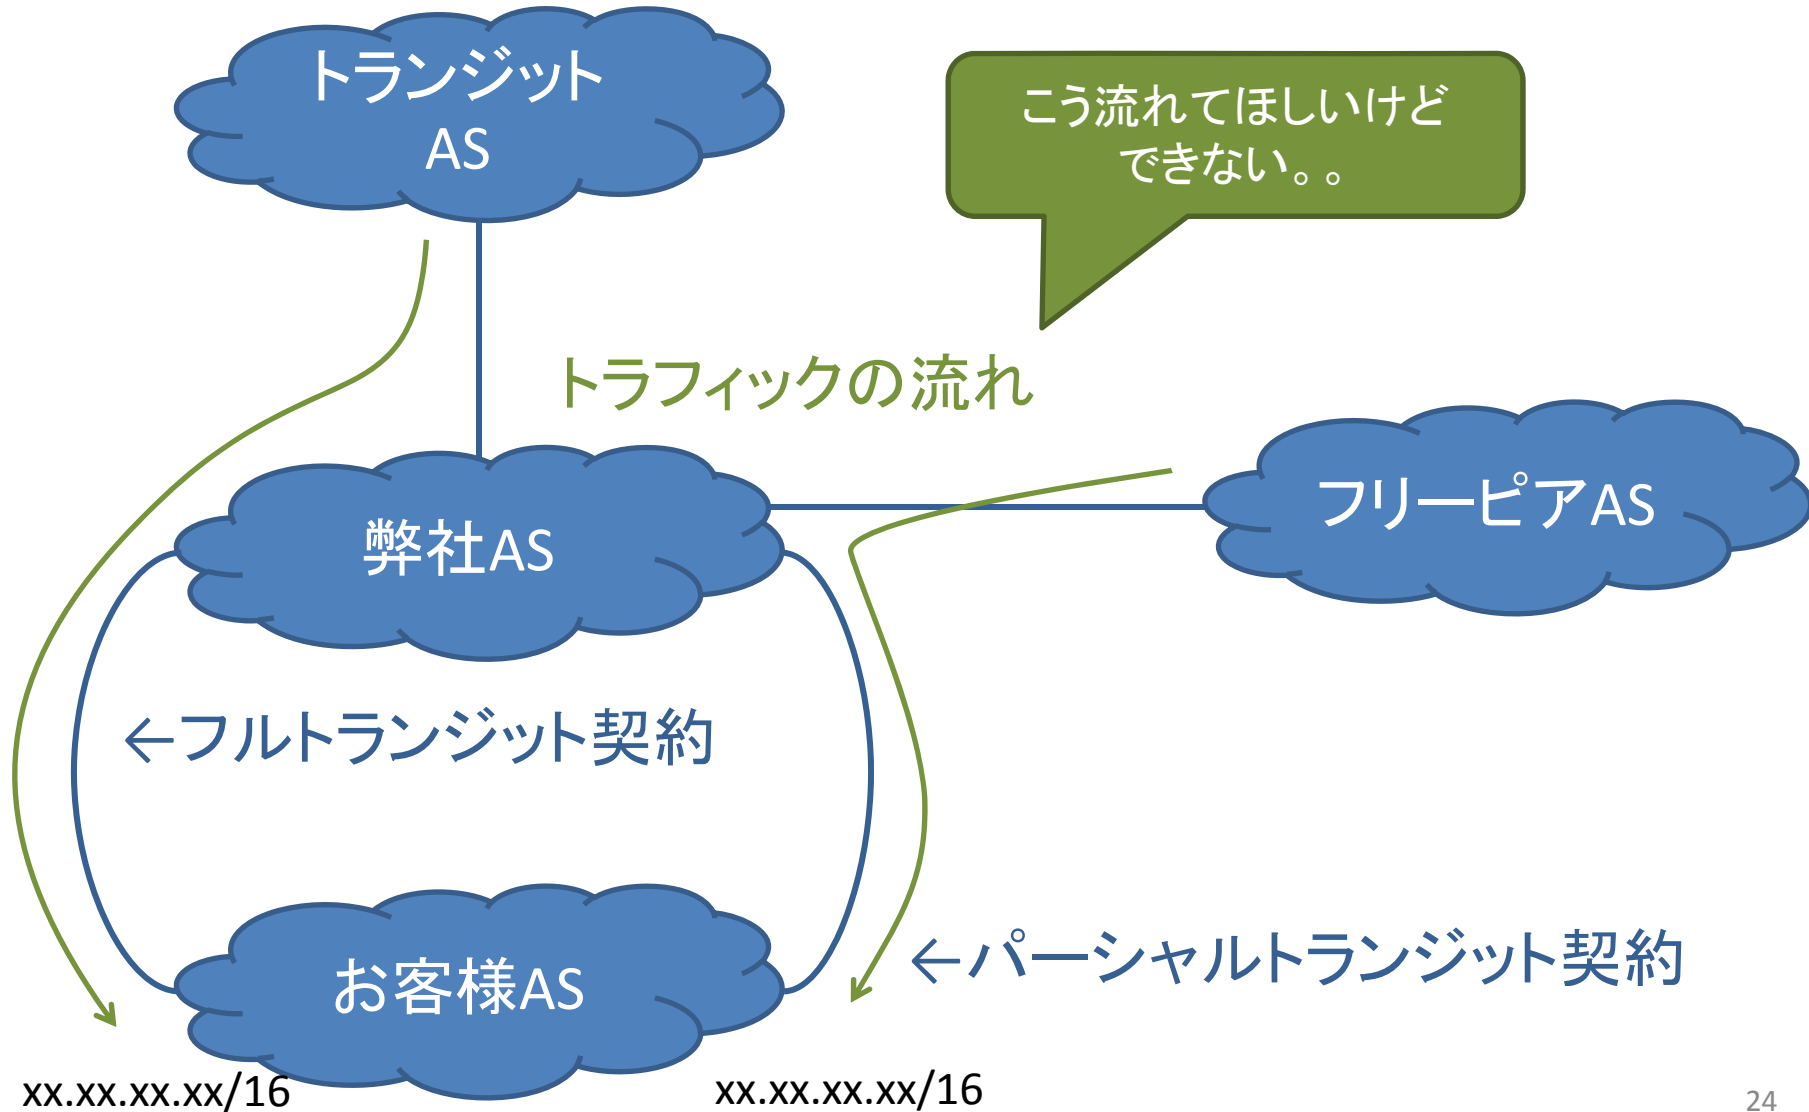 トランジット
AS
こう流れてほしいけど
できない。。
トラフィックの流れ
フリーピアAS
弊社AS
←フルトランジット契約
←パーシャルトランジット契約
お客様AS
xx.xx.xx.xx/16
xx.xx.xx.xx/16
24